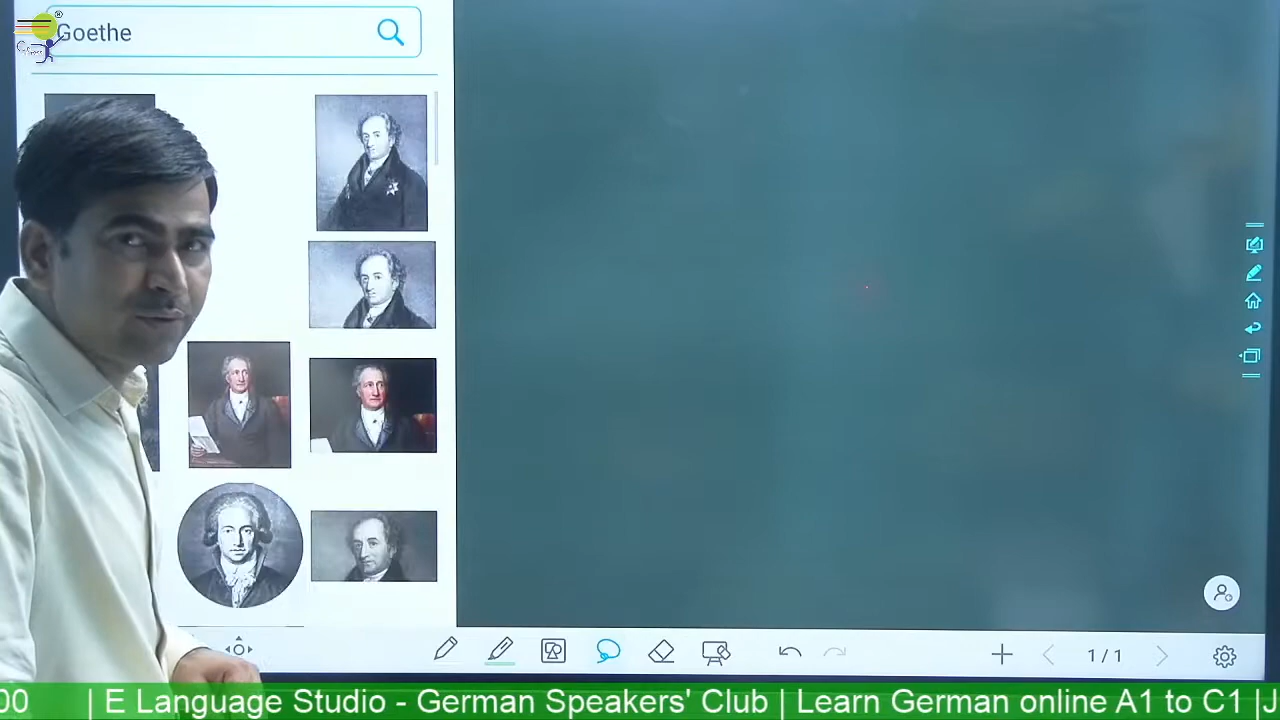 Goethe
1/1
00 | E Language Studio - German Speakers' Club | Learn German online A1 to C1 |J